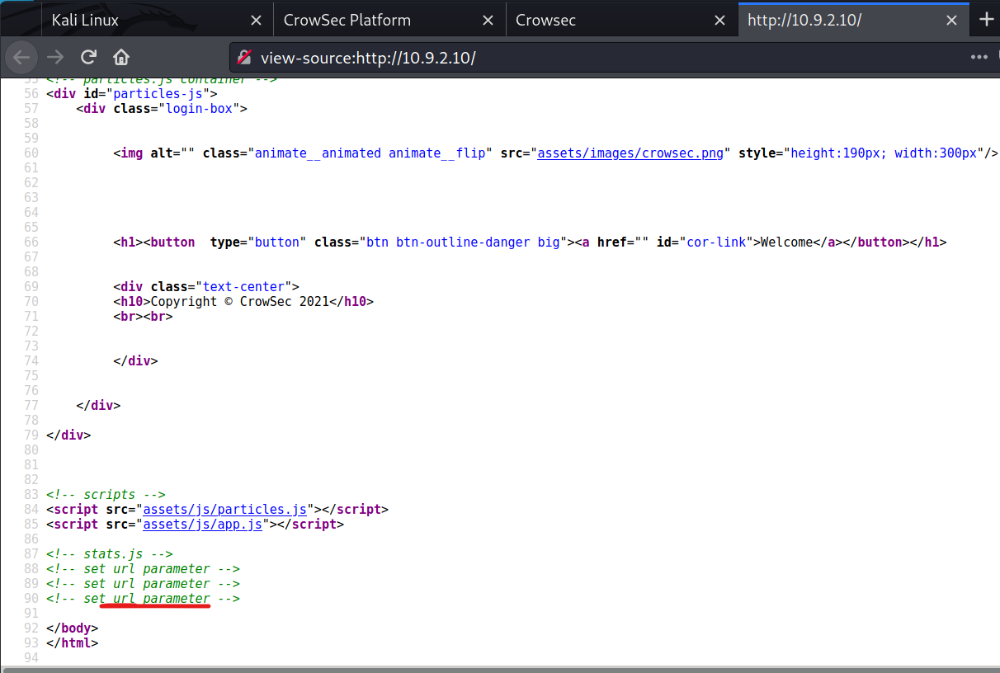 Kali Linux
CrowSec Platform
Crowsec
http://10.9.2.10/
view-source:http://10.9.2.10/
55 <!-- particles.js container -->
56 <div id="particles-js">
57 <div class="login-box">
58
59
60 <img alt="" class="animate__animated animate__flip" src="assets/images/crowsec.png" style="height:190px; width:300px"/>
61
62
63
64
65
66 <h1><button  type="button" class="btn btn-outline-danger big"><a href="" id="cor-link">Welcome</a></button></h1>
67
68
69 <div class="text-center">
70 <h10>Copyright © CrowSec 2021</h10>
71 <br><br>
72
73
74 </div>
75
76
77 </div>
78
79 </div>
80
81
82
83 <!-- scripts -->
84 <script src="assets/js/particles.js"></script>
85 <script src="assets/js/app.js"></script>
86
87 <!-- stats.js -->
88 <!-- set url parameter -->
89 <!-- set url parameter -->
90 <!-- set url parameter -->
91
92 </body>
93 </html>
94